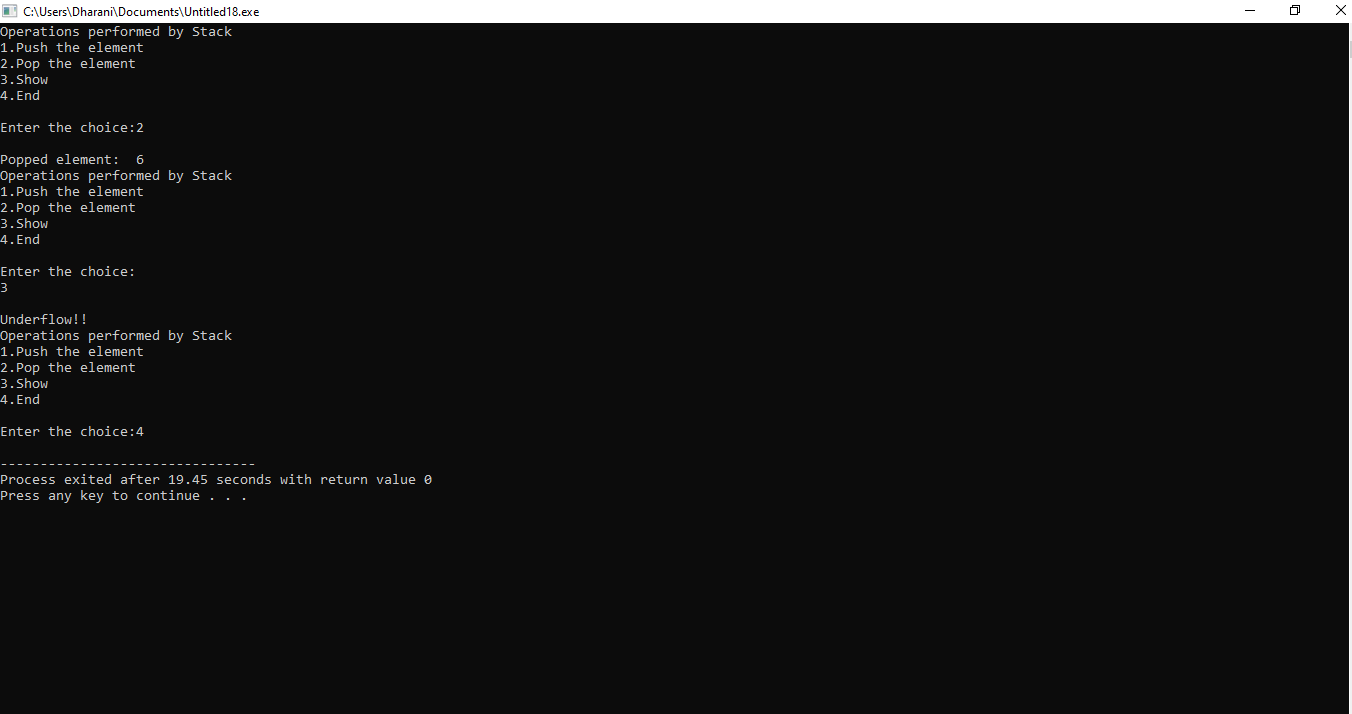 C:\Users\Dharani\Documents\Untitled18.exe
Operations performed by Stack
1.Push the element
2.Pop the element
3.Show
4.End

Enter the choice:2

Popped element:  6
Operations performed by Stack
1.Push the element
2.Pop the element
3.Show
4.End

Enter the choice:
3

Underflow!!
Operations performed by Stack
1.Push the element
2.Pop the element
3.Show
4.End

Enter the choice:4

--------------------------------
Process exited after 19.45 seconds with return value 0
Press any key to continue . . .